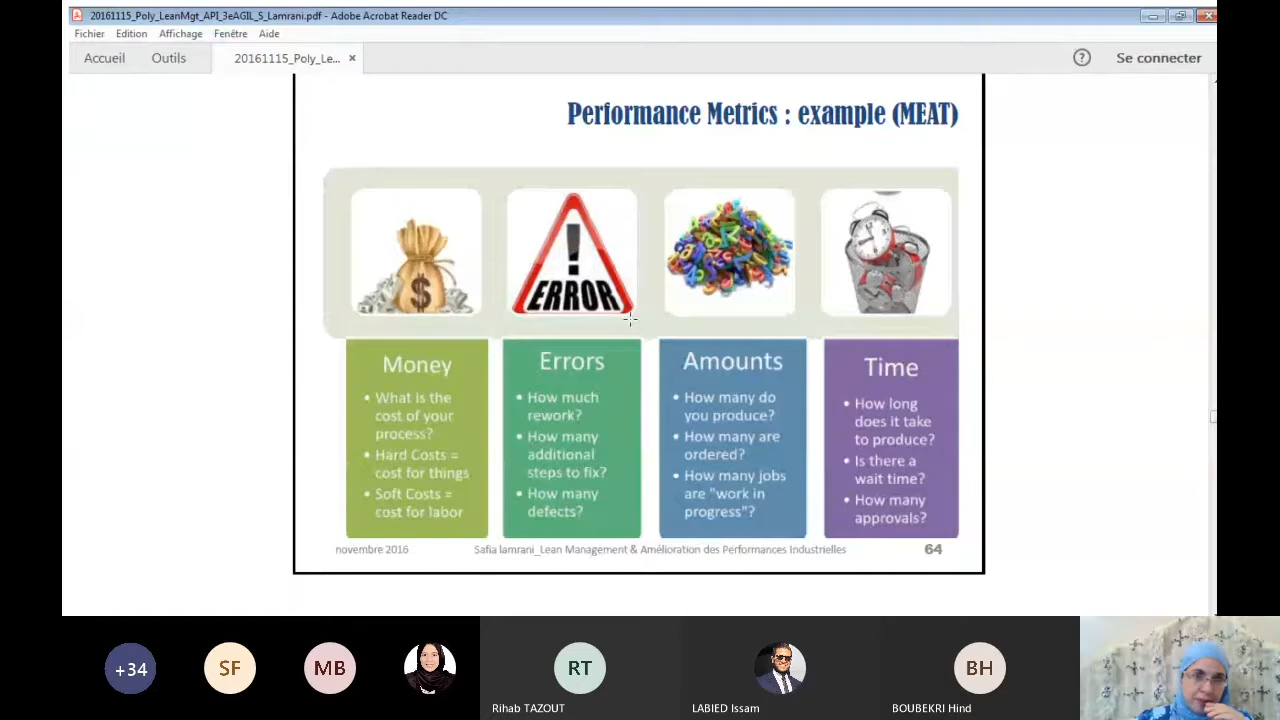 20161115_Poly_LeanMgt_API_3eAGIL_S_Lamrani.pdf - Adobe Acrobat Reader DC
Fichier Edition Affichage Fenêtre Aide
Accueil Outils 20161115_Poly_Le... × ? Se connecter
Performance Metrics : example (MEAT)
$
! ERROR
Money
• What is the
cost of your
process?
• Hard Costs =
cost for things
• Soft Costs =
cost for labor
Errors
• How much
rework?
• How many
additional
steps to fix?
• How many
defects?
Amounts
• How many do
you produce?
• How many are
ordered?
• How many jobs
are "work in
progress"?
Time
• How long
does it take
to produce?
• Is there a
wait time?
• How many
approvals?
novembre 2016 Safia lamrani_Lean Management & Amélioration des Performances Industrielles 64
+34 SF MB RT BH
Rihab TAZOUT LABIED Issam BOUBEKRI Hind